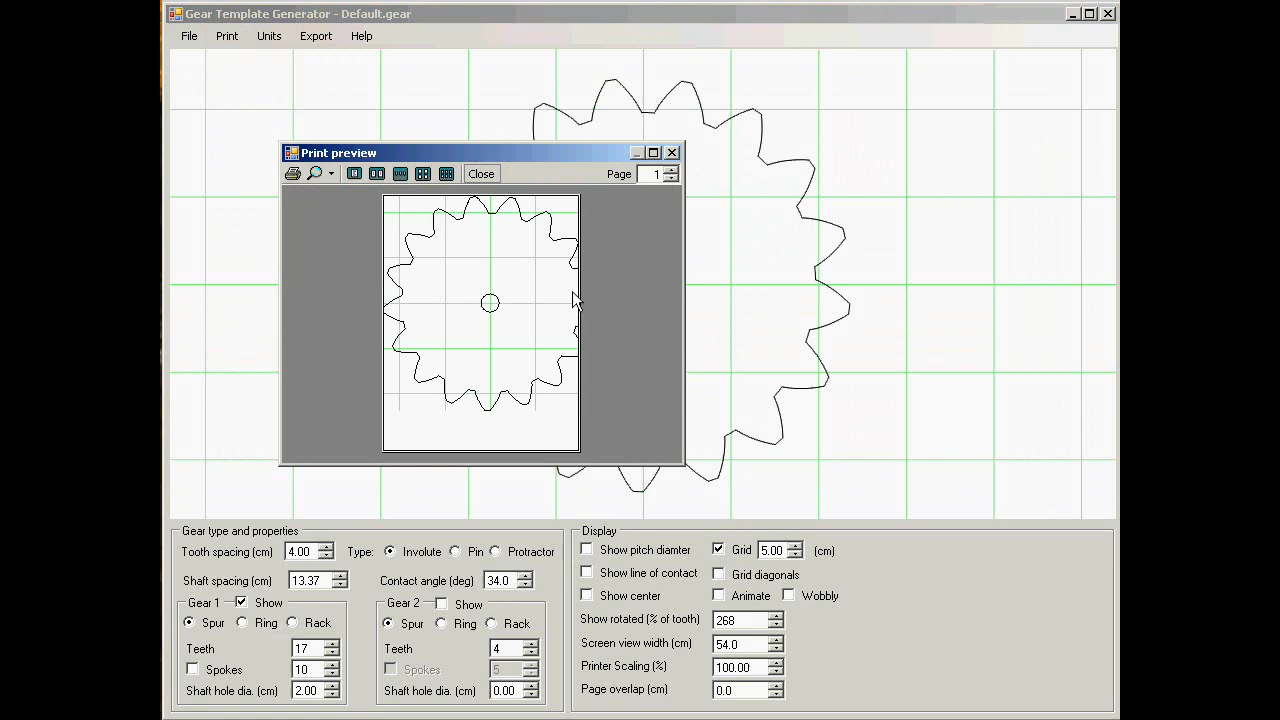 Gear Template Generator - Default.gear
File Print Units Export Help
Print preview
Close Page 1
Gear type and properties
Tooth spacing (cm) 4.00 Type: Involute Pin Protractor
Shaft spacing (cm) 13.37 Contact angle (deg) 34.0
Gear 1 Show
Spur Ring Rack
Teeth 17
Spokes 10
Shaft hole dia. (cm) 2.00
Gear 2 Show
Spur Ring Rack
Teeth 4
Spokes 5
Shaft hole dia. (cm) 0.00
Display
Show pitch diamter Grid 5.00 (cm)
Show line of contact Grid diagonals
Show center Animate Wobbly
Show rotated (% of tooth) 268
Screen view width (cm) 54.0
Printer Scaling (%) 100.00
Page overlap (cm) 0.0